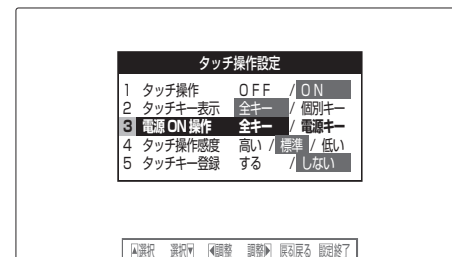 タッチ操作設定
1 タッチ操作 OFF / ON
2 タッチキー表示 全キー / 個別キー
3 電源ON操作 全キー / 電源キー
4 タッチ操作感度 高い / 標準 / 低い
5 タッチキー登録 する / しない
▲選択 選択▼ ◀調整 調整▶ 戻る戻る 設定終了